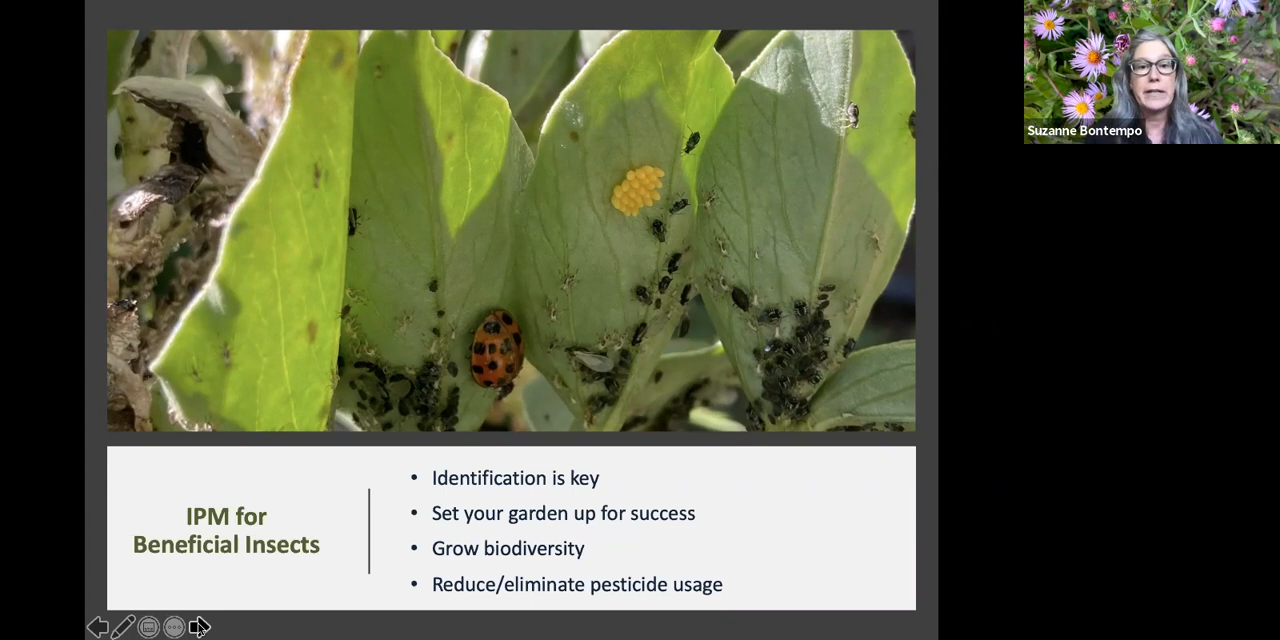 Suzanne Bontempo
IPM for
Beneficial Insects
• Identification is key
• Set your garden up for success
• Grow biodiversity
• Reduce/eliminate pesticide usage